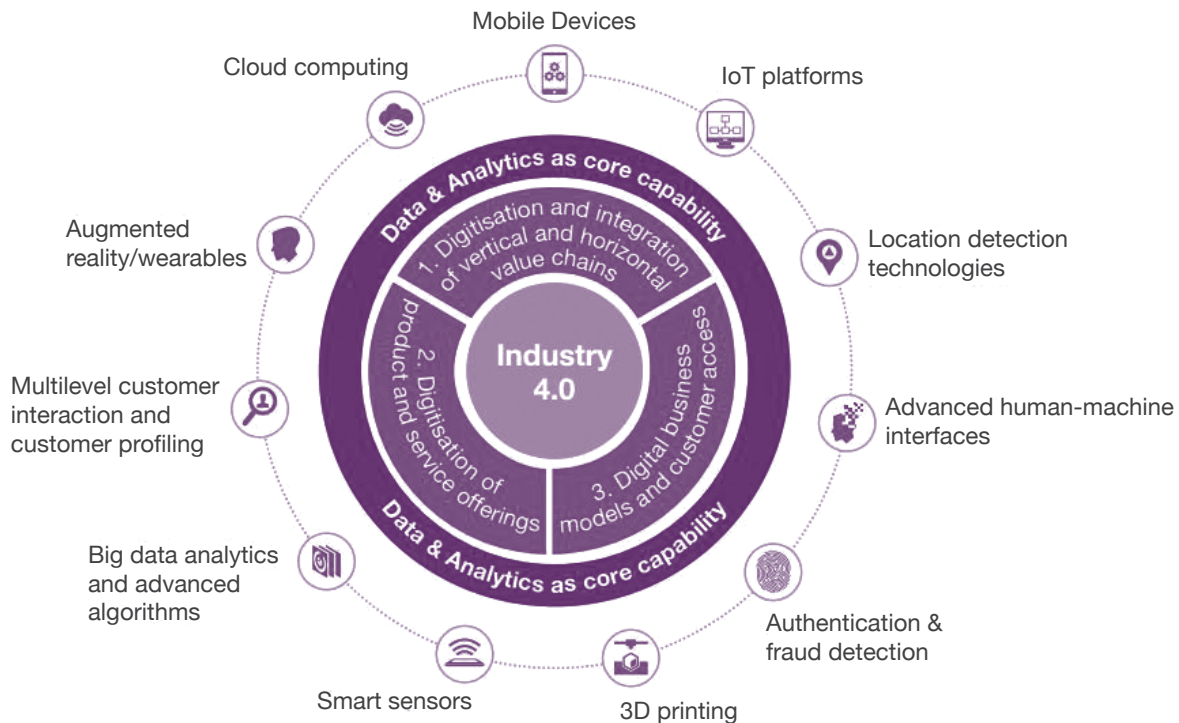 Mobile Devices
IoT platforms
Location detection
technologies
Advanced human-machine
interfaces
Authentication &
fraud detection
3D printing
Smart sensors
Big data analytics
and advanced
algorithms
Multilevel customer
interaction and
customer profiling
Augmented
reality/wearables
Cloud computing
Data & Analytics as core capability
1. Digitisation and integration
of vertical and horizontal
value chains
2. Digitisation of
product and service offerings
3. Digital business
models and customer access
Industry
4.0
Data & Analytics as core capability